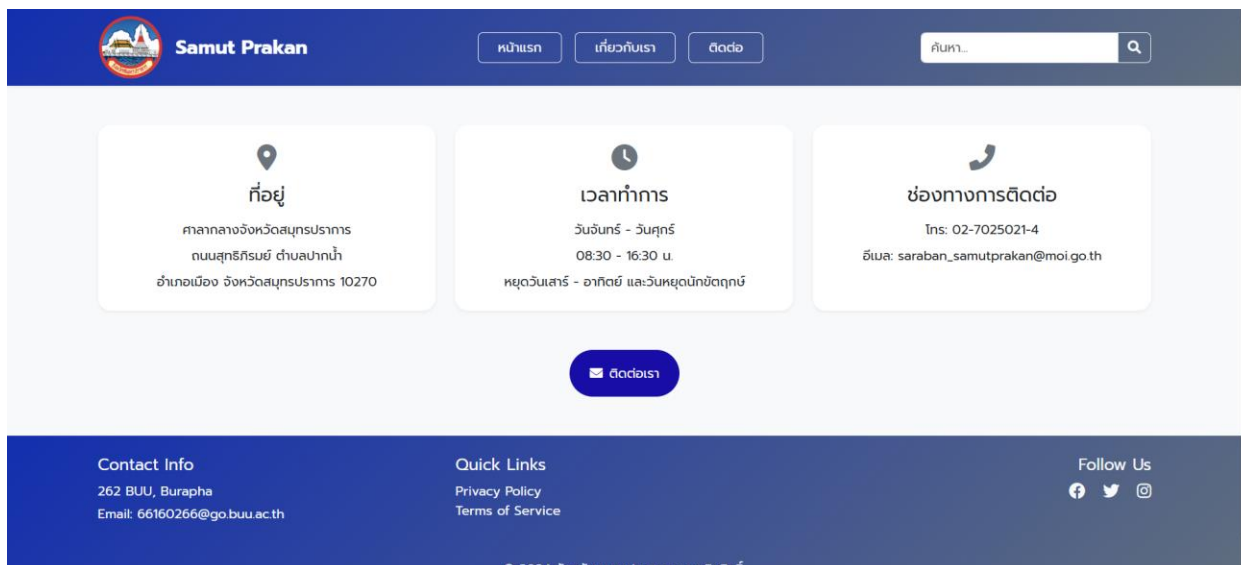 Samut Prakan
หน้าแรก
เกี่ยวกับเรา
ติดต่อ
ค้นหา...
ที่อยู่
ศาลากลางจังหวัดสมุทรปราการ
ถนนสุทธิภิรมย์ ตำบลปากน้ำ
อำเภอเมือง จังหวัดสมุทรปราการ 10270
เวลาทำการ
วันจันทร์ - วันศุกร์
08:30 - 16:30 น.
หยุดวันเสาร์ - อาทิตย์ และวันหยุดนักขัตฤกษ์
ช่องทางการติดต่อ
โทร: 02-7025021-4
อีเมล: saraban_samutprakan@moi.go.th
ติดต่อเรา
Contact Info
262 BUU, Burapha
Email: 66160266@go.buu.ac.th
Quick Links
Privacy Policy
Terms of Service
Follow Us